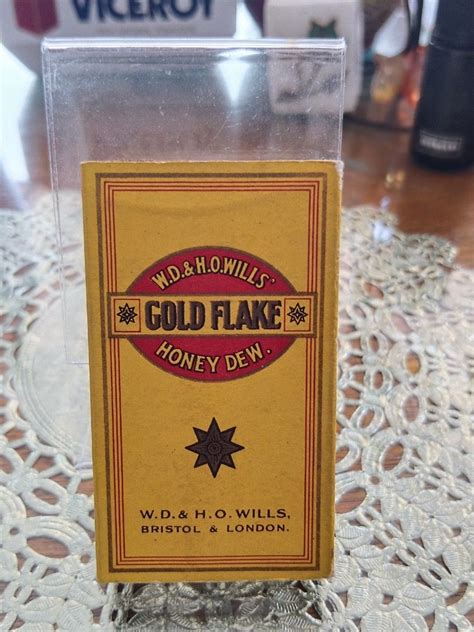 VICEROY
W.D.&H.O.WILLS'
GOLD FLAKE
HONEY DEW.
W.D.& H.O.WILLS,
BRISTOL & LONDON.